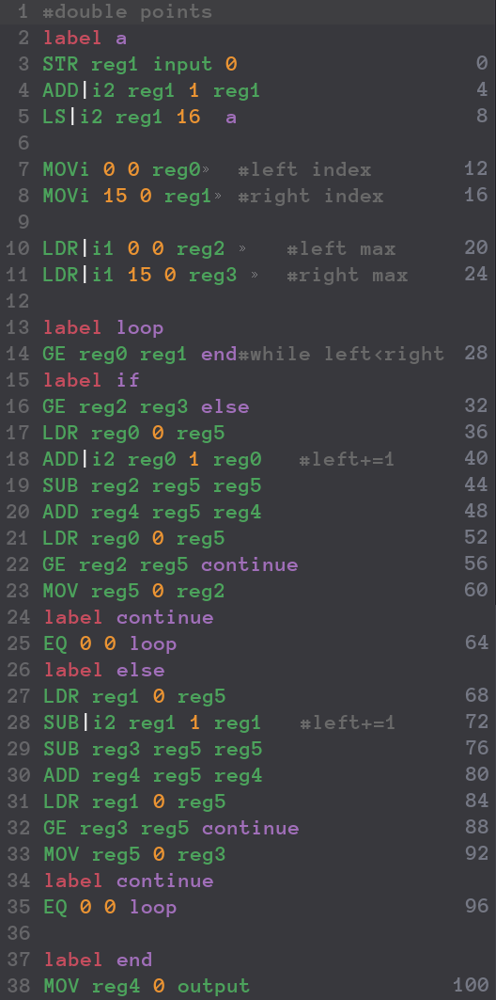 1 #double points
2 label a
3 STR reg1 input 0 0
4 ADD|i2 reg1 1 reg1 4
5 LS|i2 reg1 16  a 8
6
7 MOVi 0 0 reg0» #left index 12
8 MOVi 15 0 reg1» #right index 16
9
10 LDR|i1 0 0 reg2 » #left max 20
11 LDR|i1 15 0 reg3 » #right max 24
12
13 label loop
14 GE reg0 reg1 end#while left<right 28
15 label if
16 GE reg2 reg3 else 32
17 LDR reg0 0 reg5 36
18 ADD|i2 reg0 1 reg0 #left+=1 40
19 SUB reg2 reg5 reg5 44
20 ADD reg4 reg5 reg4 48
21 LDR reg0 0 reg5 52
22 GE reg2 reg5 continue 56
23 MOV reg5 0 reg2 60
24 label continue
25 EQ 0 0 loop 64
26 label else
27 LDR reg1 0 reg5 68
28 SUB|i2 reg1 1 reg1 #left+=1 72
29 SUB reg3 reg5 reg5 76
30 ADD reg4 reg5 reg4 80
31 LDR reg1 0 reg5 84
32 GE reg3 reg5 continue 88
33 MOV reg5 0 reg3 92
34 label continue
35 EQ 0 0 loop 96
36
37 label end
38 MOV reg4 0 output 100